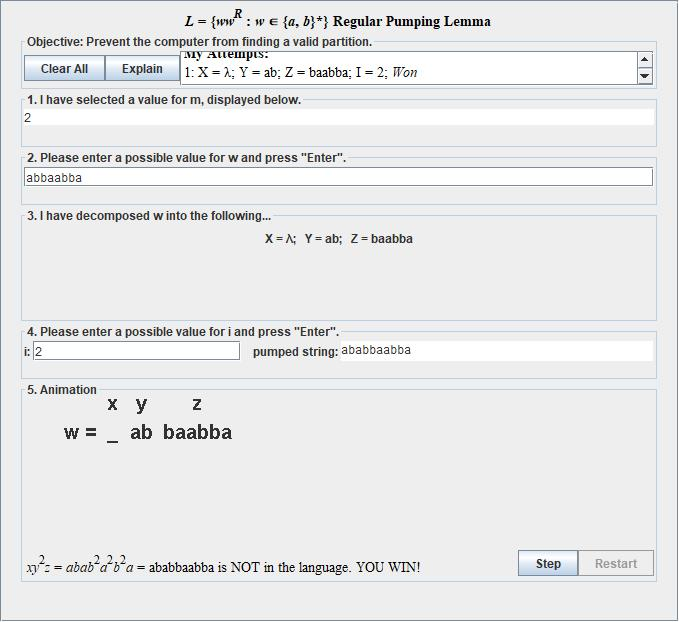 L = {ww^R : w ∈ {a, b}*} Regular Pumping Lemma
Objective: Prevent the computer from finding a valid partition.
Clear All Explain
My Attempts:
1: X = λ; Y = ab; Z = baabba; I = 2; Won
1. I have selected a value for m, displayed below.
2
2. Please enter a possible value for w and press "Enter".
abbaabba
3. I have decomposed w into the following...
X = λ; Y = ab; Z = baabba
4. Please enter a possible value for i and press "Enter".
i: 2 pumped string: ababbaabba
5. Animation
x y z
w = _ ab baabba
xy^2z = abab^2a^2b^2a = ababbaabba is NOT in the language. YOU WIN!
Step Restart